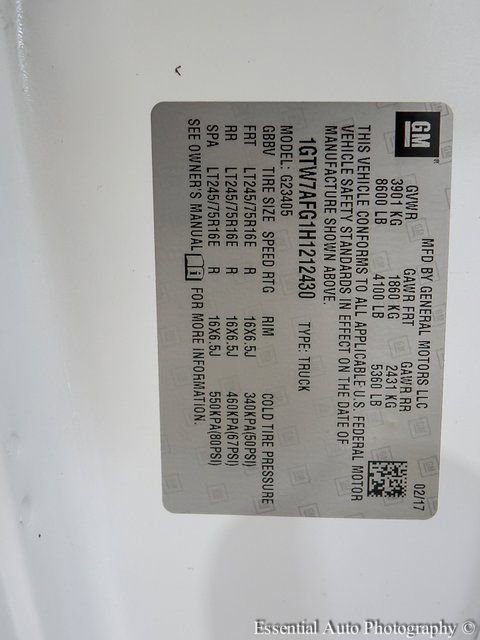 GM
MFD BY GENERAL MOTORS LLC 02/17
GVWR GAWR FRT GAWR RR
3901 KG 1860 KG 2431 KG
8600 LB 4100 LB 5360 LB
THIS VEHICLE CONFORMS TO ALL APPLICABLE U.S. FEDERAL MOTOR
VEHICLE SAFETY STANDARDS IN EFFECT ON THE DATE OF
MANUFACTURE SHOWN ABOVE.
1GTW7AFG1H1212430 TYPE: TRUCK
MODEL: G23405
GBBV TIRE SIZE SPEED RTG RIM COLD TIRE PRESSURE
FRT LT245/75R16E R 16X6.5J 340KPA(50PSI)
RR LT245/75R16E R 16X6.5J 460KPA(67PSI)
SPA LT245/75R16E R 16X6.5J 550KPA(80PSI)
SEE OWNER'S MANUAL FOR MORE INFORMATION.
Essential Auto Photography ©